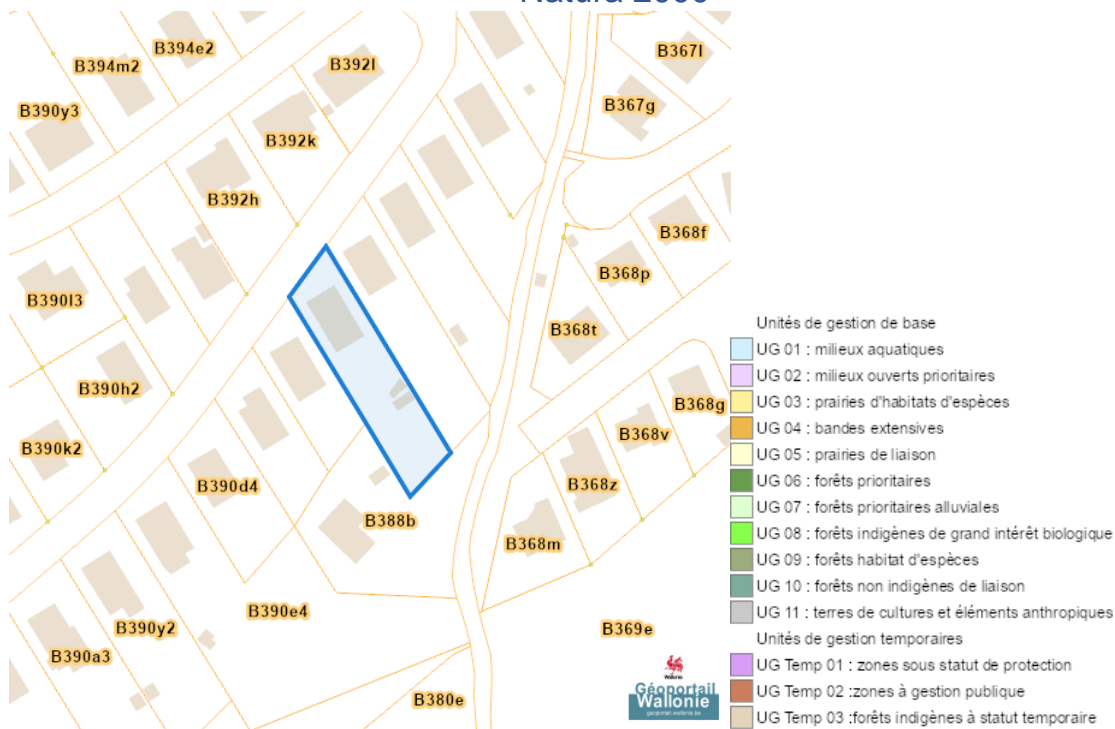 Natura 2000
B394e2
B394m2
B392l
B367l
B390y3
B367g
B392k
B392h
B368f
B368p
B390l3
B368t
B390h2
B368g
B390k2
B368v
B390d4
B368z
B388b
B368m
B390e4
B390y2
B369e
B390a3
B380e
Wallonie
Géoportail
Wallonie
geoportail.wallonie.be
Unités de gestion de base
UG 01 : milieux aquatiques
UG 02 : milieux ouverts prioritaires
UG 03 : prairies d'habitats d'espèces
UG 04 : bandes extensives
UG 05 : prairies de liaison
UG 06 : forêts prioritaires
UG 07 : forêts prioritaires alluviales
UG 08 : forêts indigènes de grand intérêt biologique
UG 09 : forêts habitat d'espèces
UG 10 : forêts non indigènes de liaison
UG 11 : terres de cultures et éléments anthropiques
Unités de gestion temporaires
UG Temp 01 : zones sous statut de protection
UG Temp 02 :zones à gestion publique
UG Temp 03 :forêts indigènes à statut temporaire